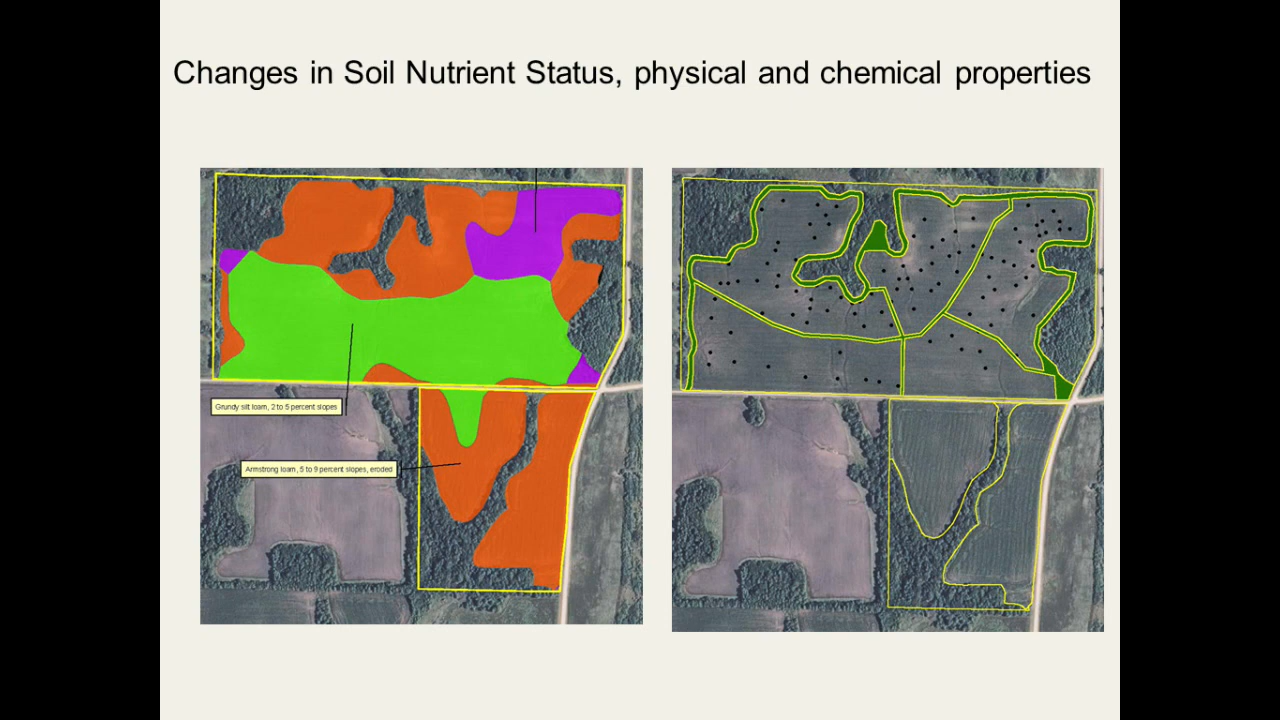 Changes in Soil Nutrient Status, physical and chemical properties
Grundy silt loam, 2 to 5 percent slopes
Armstrong loam, 5 to 9 percent slopes, eroded